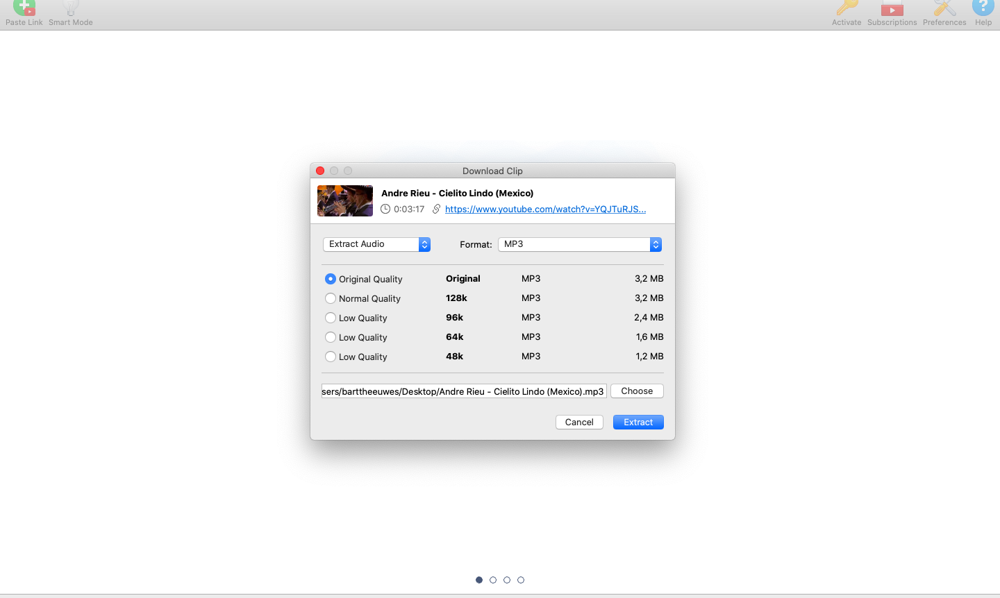 Paste Link Smart Mode Activate Subscriptions Preferences Help
Download Clip
Andre Rieu - Cielito Lindo (Mexico)
0:03:17 https://www.youtube.com/watch?v=YQJTuRJS...
Extract Audio Format: MP3
Original Quality Original MP3 3,2 MB
Normal Quality 128k MP3 3,2 MB
Low Quality 96k MP3 2,4 MB
Low Quality 64k MP3 1,6 MB
Low Quality 48k MP3 1,2 MB
sers/barttheeuwes/Desktop/Andre Rieu - Cielito Lindo (Mexico).mp3 Choose
Cancel Extract